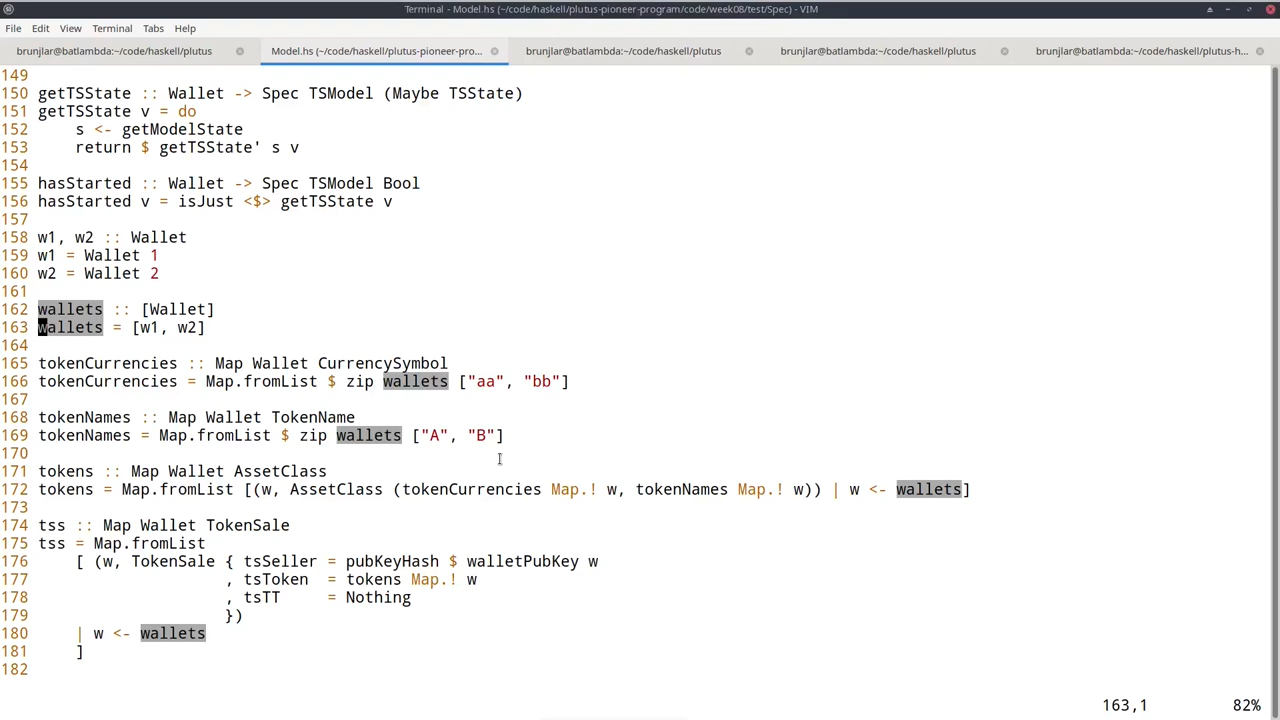 Terminal - Model.hs (~/code/haskell/plutus-pioneer-program/code/week08/test/Spec) - VIM
File Edit View Terminal Tabs Help
brunjlar@batlambda:~/code/haskell/plutus Model.hs (~/code/haskell/plutus-pioneer-pro... brunjlar@batlambda:~/code/haskell/plutus brunjlar@batlambda:~/code/haskell/plutus brunjlar@batlambda:~/code/haskell/plutus-h...
149
150 getTSState :: Wallet -> Spec TSModel (Maybe TSState)
151 getTSState v = do
152     s <- getModelState
153     return $ getTSState' s v
154
155 hasStarted :: Wallet -> Spec TSModel Bool
156 hasStarted v = isJust <$> getTSState v
157
158 w1, w2 :: Wallet
159 w1 = Wallet 1
160 w2 = Wallet 2
161
162 wallets :: [Wallet]
163 wallets = [w1, w2]
164
165 tokenCurrencies :: Map Wallet CurrencySymbol
166 tokenCurrencies = Map.fromList $ zip wallets ["aa", "bb"]
167
168 tokenNames :: Map Wallet TokenName
169 tokenNames = Map.fromList $ zip wallets ["A", "B"]
170
171 tokens :: Map Wallet AssetClass
172 tokens = Map.fromList [(w, AssetClass (tokenCurrencies Map.! w, tokenNames Map.! w)) | w <- wallets]
173
174 tss :: Map Wallet TokenSale
175 tss = Map.fromList
176     [ (w, TokenSale { tsSeller = pubKeyHash $ walletPubKey w
177                     , tsToken  = tokens Map.! w
178                     , tsTT     = Nothing
179                     })
180     | w <- wallets
181     ]
182
163,1 82%